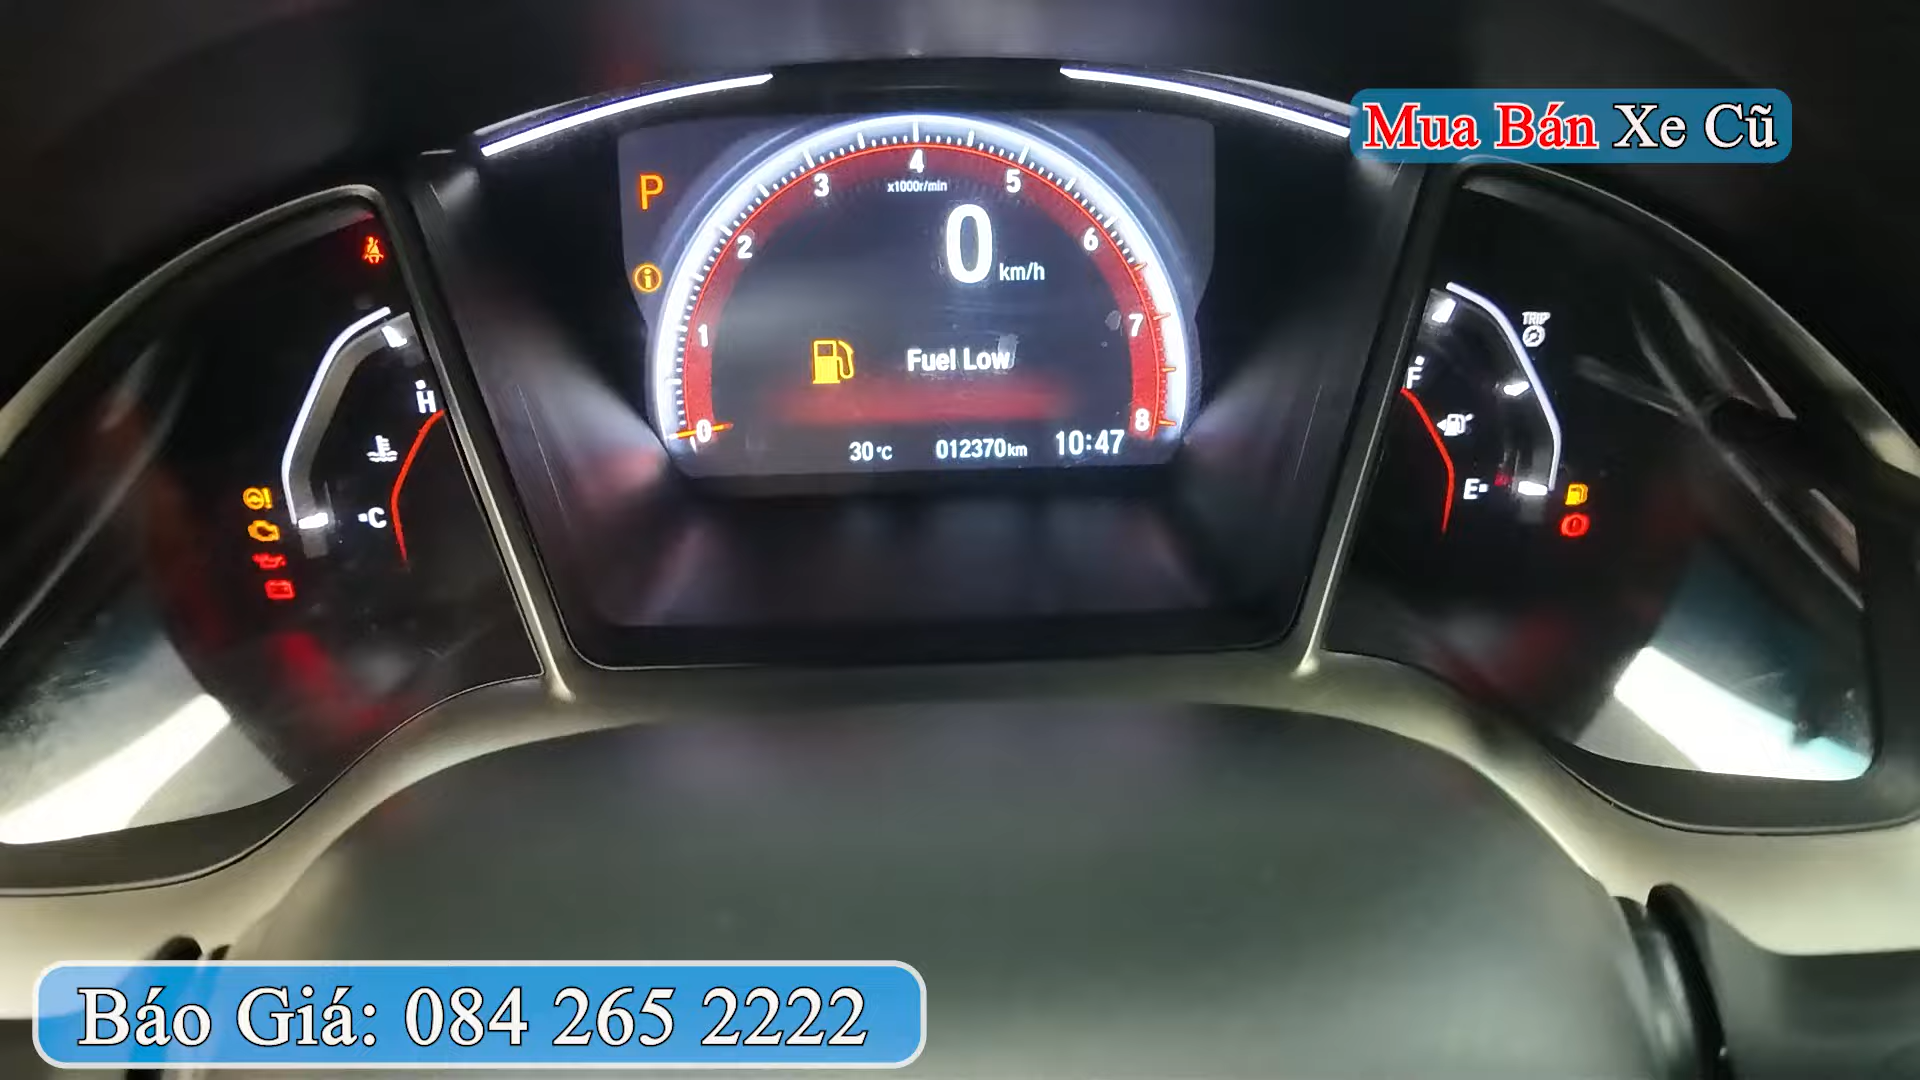 Mua Bán Xe Cũ
P
4
3
5
x1000r/min
2
6
0 km/h
1
7
Fuel Low
0
8
30°C
012370km
10:47
H
C
TRIP
F
E
Báo Giá: 084 265 2222